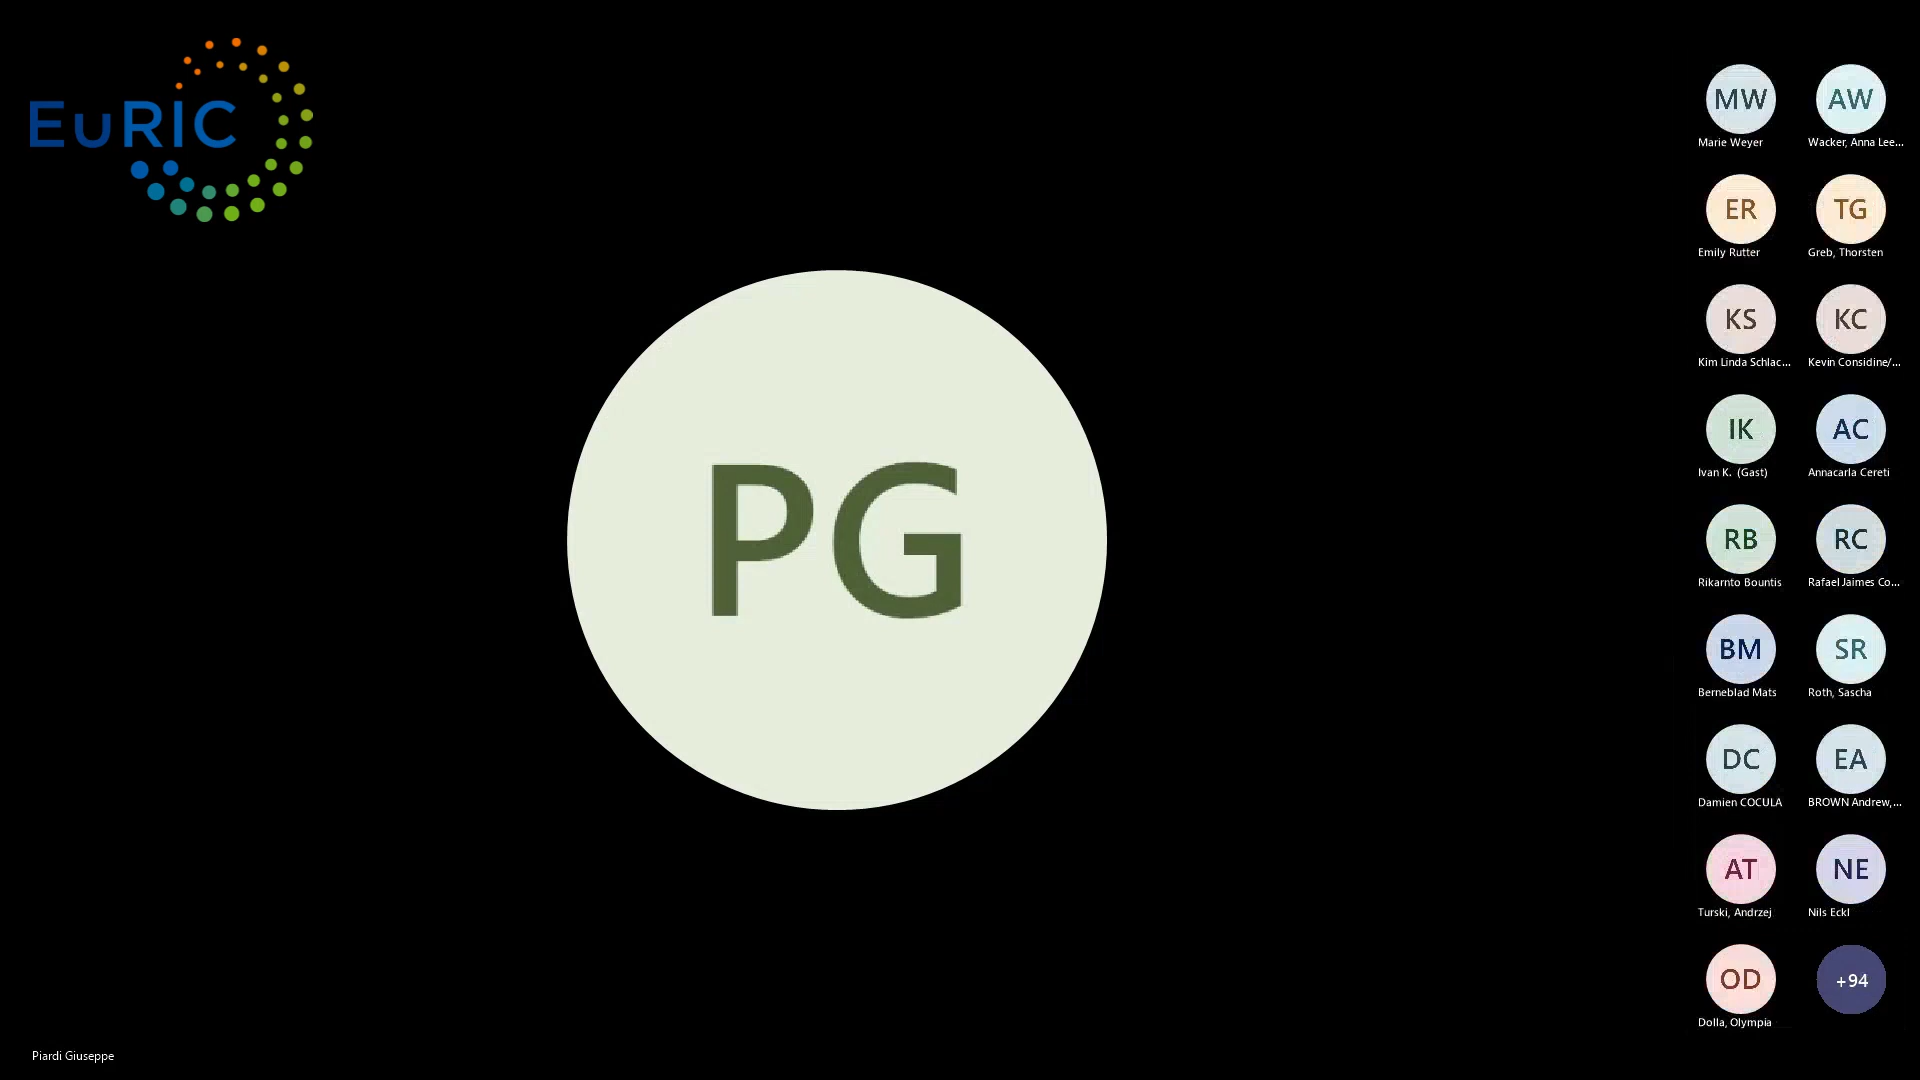 EuRIC
PG
Piardi Giuseppe
MW
Marie Weyer
AW
Wacker, Anna Lee...
ER
Emily Rutter
TG
Greb, Thorsten
KS
Kim Linda Schlac...
KC
Kevin Considine/...
IK
Ivan K. (Gast)
AC
Annacarla Cereti
RB
Rikarnto Bountis
RC
Rafael Jaimes Co...
BM
Berneblad Mats
SR
Roth, Sascha
DC
Damien COCULA
EA
BROWN Andrew,...
AT
Turski, Andrzej
NE
Nils Eckl
OD
Dolla, Olympia
+94